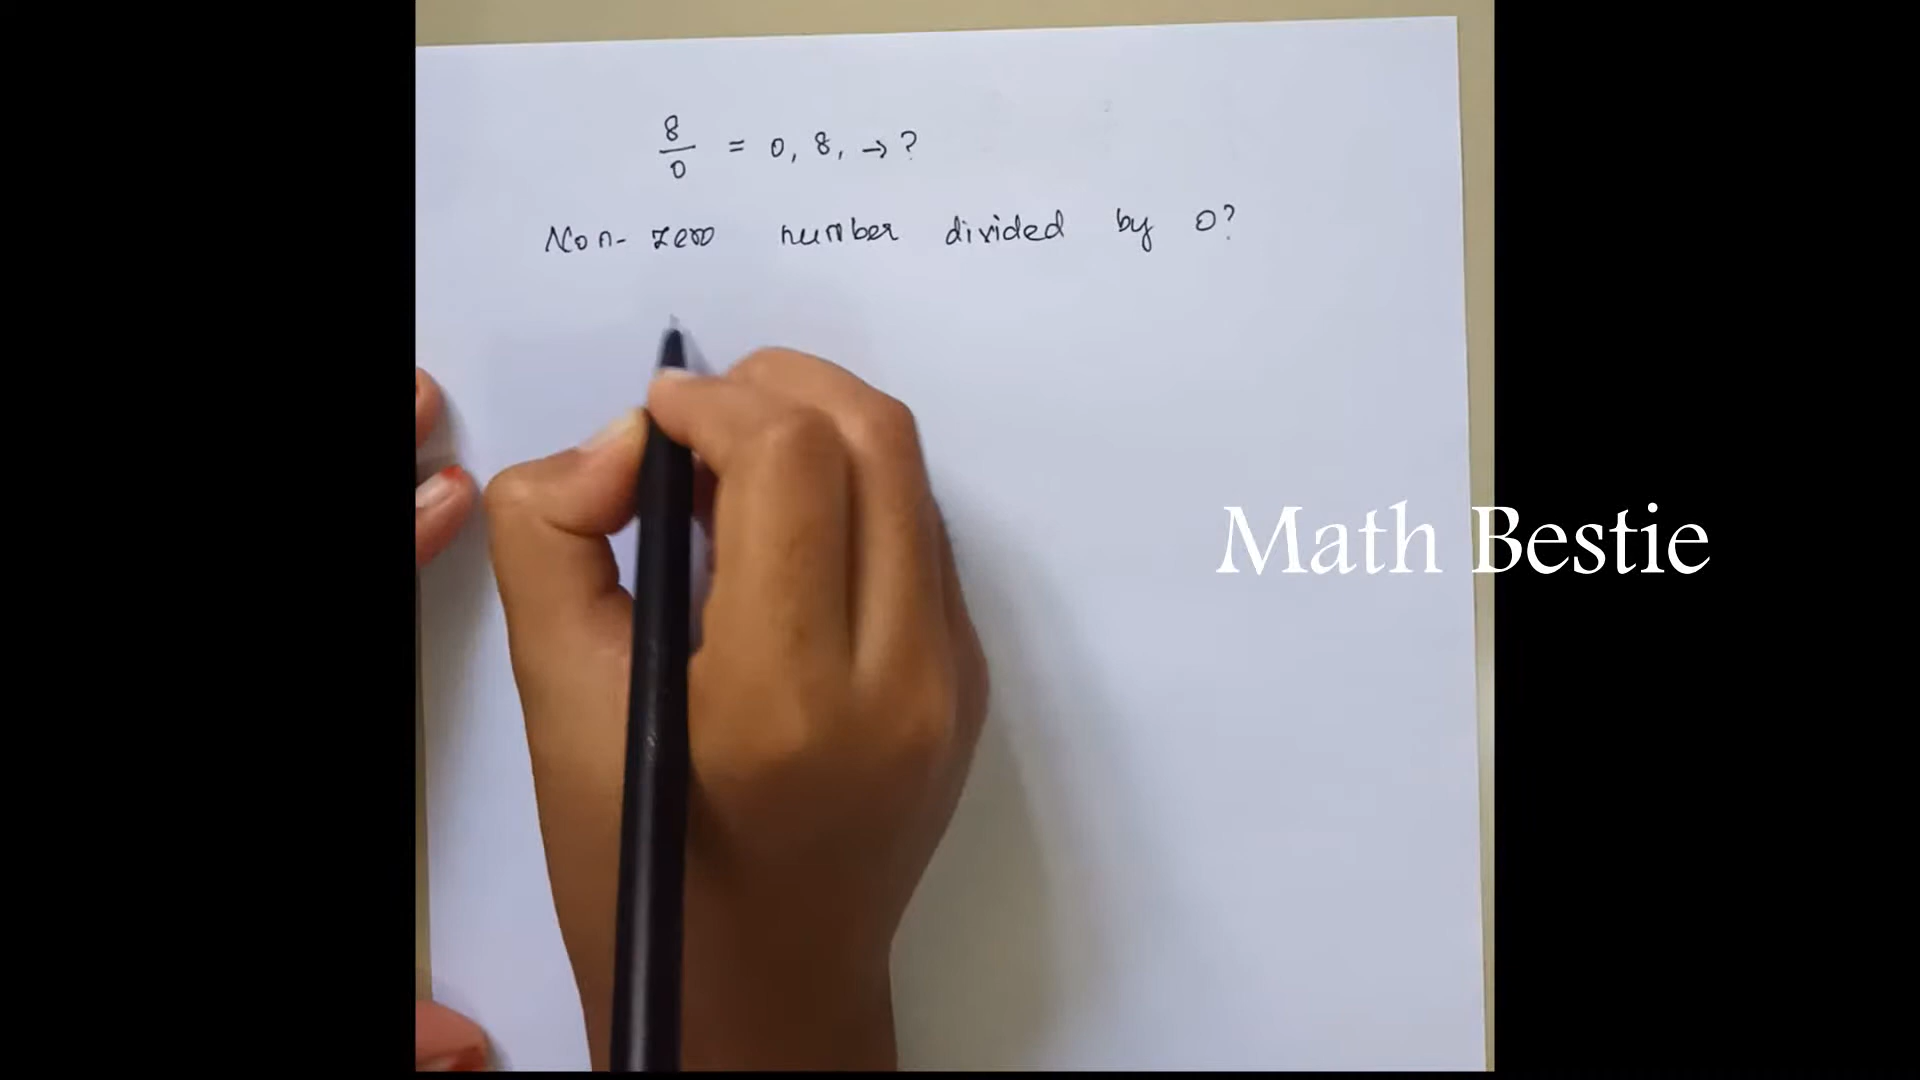 8/0 = 0, 8, → ?
Non-zero number divided by 0?
Math Bestie